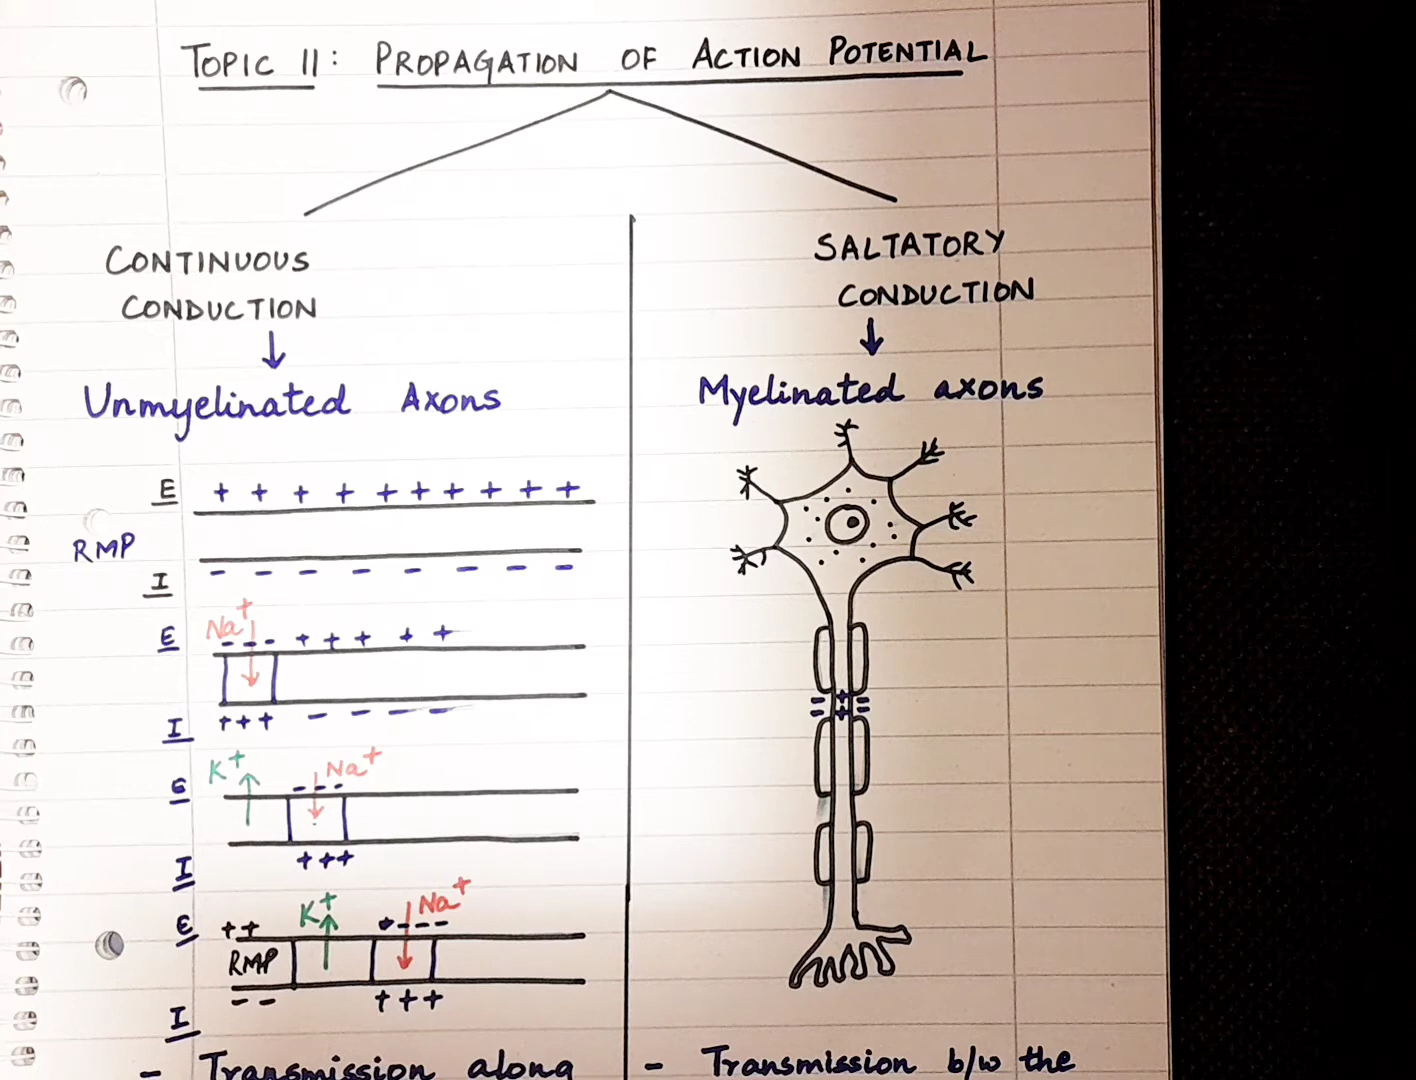 TOPIC 11: PROPAGATION OF ACTION POTENTIAL
CONTINUOUS
CONDUCTION
Unmyelinated Axons
E + + + + + + + + + +
RMP
- - - - - - - -
I
Na+
E - - - + + + + +
I +++ - - - -
K+ Na+
E - - -
I +++
K+ Na+
E ++ - - -
RMP
-- +++
I
- Transmission along
SALTATORY
CONDUCTION
Myelinated axons
- + -
- + -
- Transmission b/w the